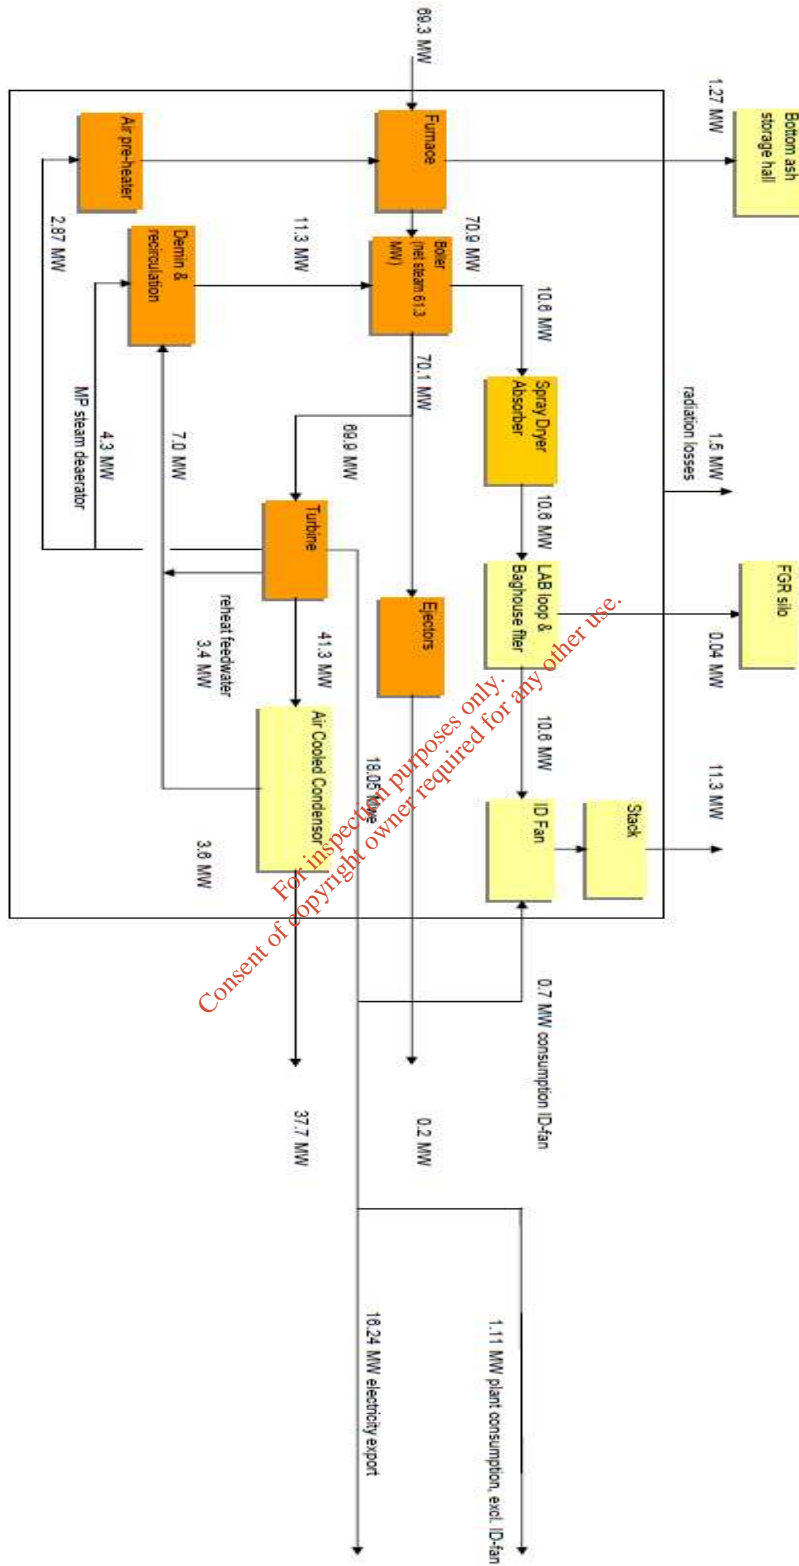 69.3 MW
1.27 MW
Bottom ash
storage hall
Air pre-heater
Furnace
2.87 MW
Demin &
recirculation
11.3 MW
Boiler
(net steam 61.3
MW)
70.9 MW
10.6 MW
Spray Dryer
Absorber
radiation losses
1.5 MW
MP steam deaerator
4.3 MW
7.0 MW
70.1 MW
69.9 MW
Turbine
10.6 MW
LAB loop &
Baghouse filter
FGR silo
0.04 MW
reheat feedwater
3.4 MW
41.3 MW
Ejectors
10.6 MW
Air Cooled Condensor
18.05 MWe
ID Fan
Stack
11.3 MW
3.6 MW
0.7 MW consumption ID-fan
37.7 MW
0.2 MW
16.24 MW electricity export
1.11 MW plant consumption, excl. ID-fan
For inspection purposes only.
Consent of copyright owner required for any other use.